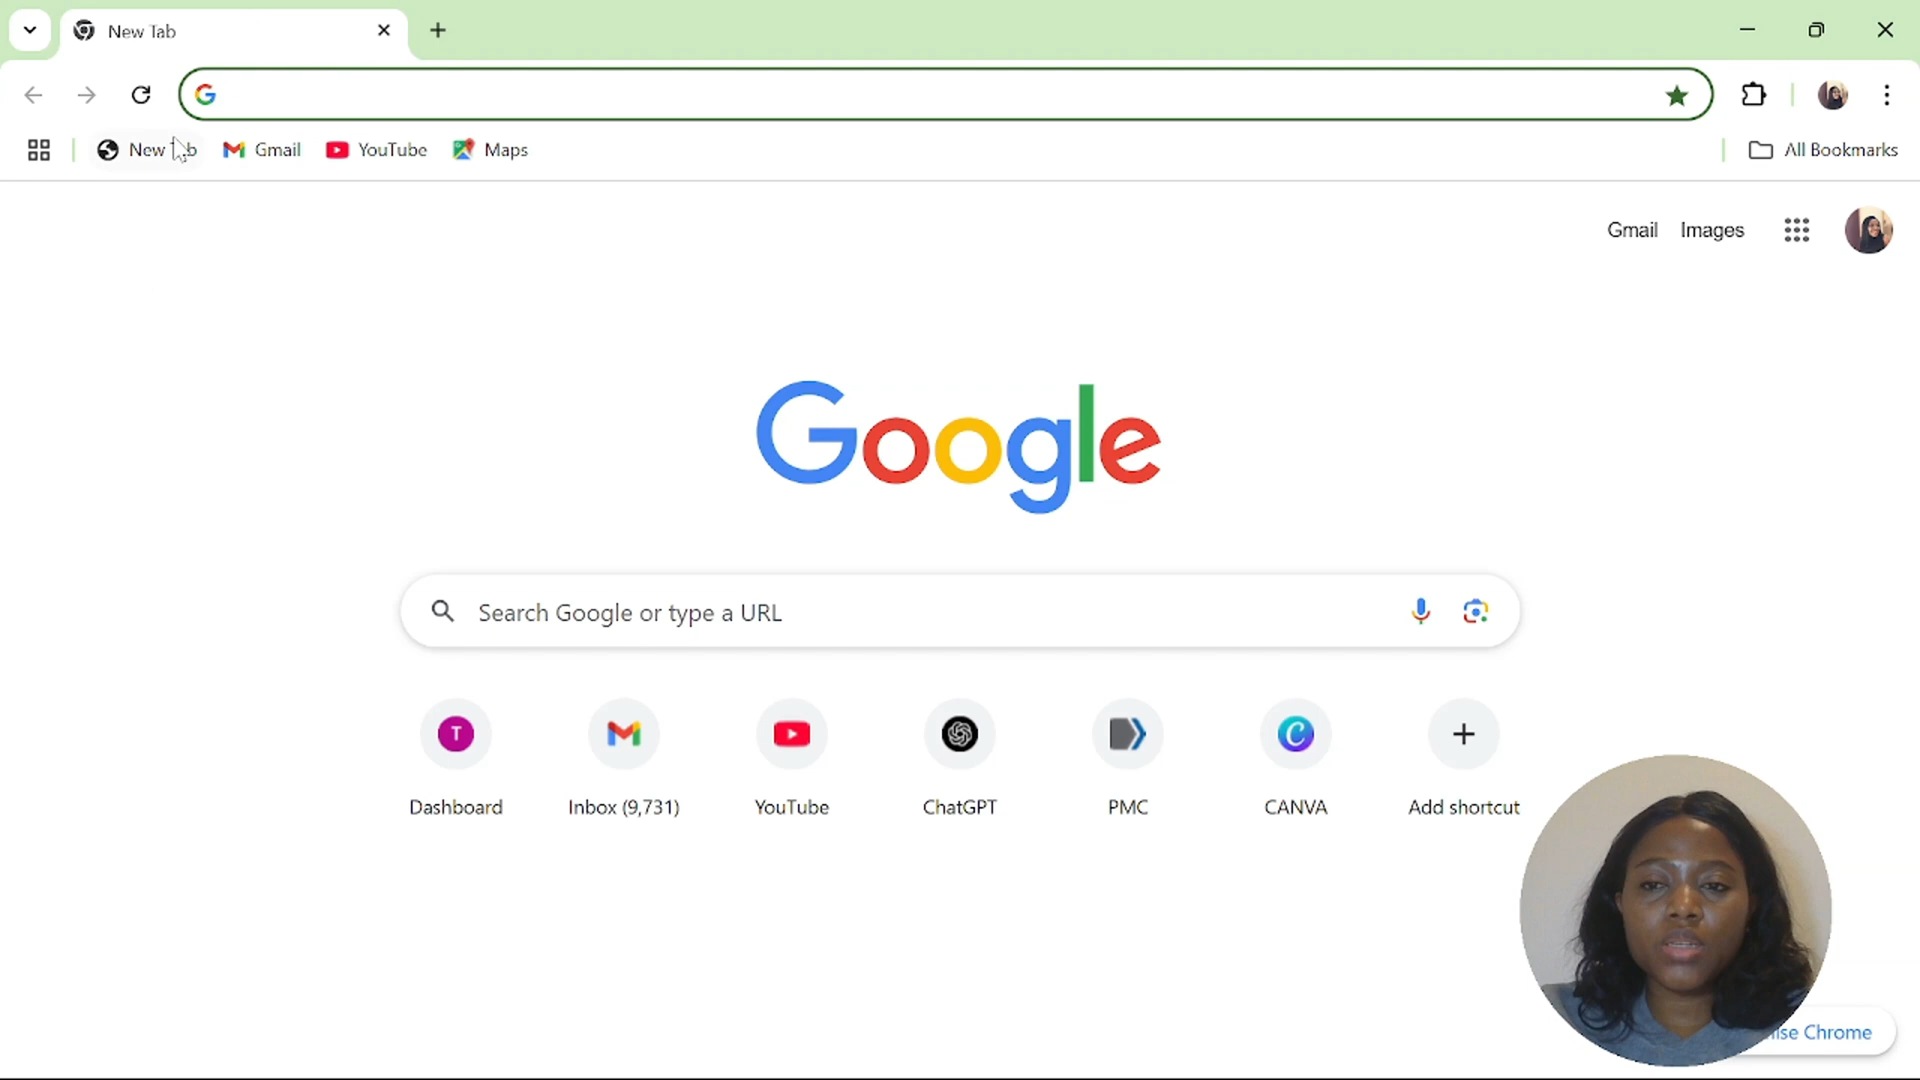 New Tab
New Tab
Gmail
YouTube
Maps
All Bookmarks
Gmail
Images
Google
Search Google or type a URL
T
Dashboard
Inbox (9,731)
YouTube
ChatGPT
PMC
CANVA
Add shortcut
Chrome